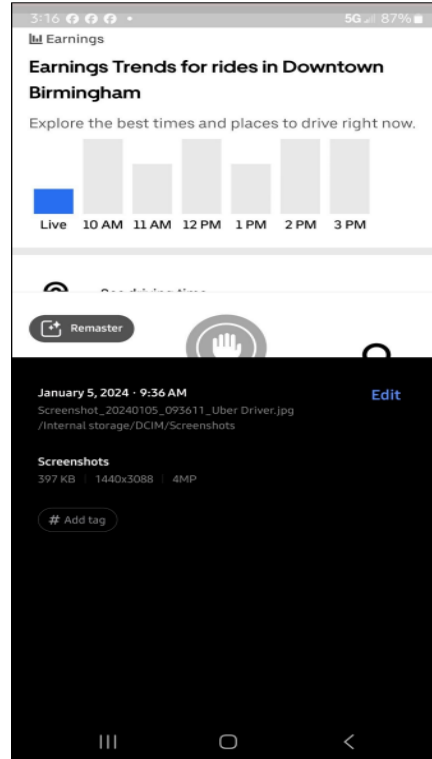 3:16
5G 87%
Earnings
Earnings Trends for rides in Downtown
Birmingham
Explore the best times and places to drive right now.
Live 10 AM 11 AM 12 PM 1 PM 2 PM 3 PM
Remaster
January 5, 2024 · 9:36 AM
Edit
Screenshot_20240105_093611_Uber Driver.jpg
/Internal storage/DCIM/Screenshots
Screenshots
397 KB 1440x3088 4MP
# Add tag